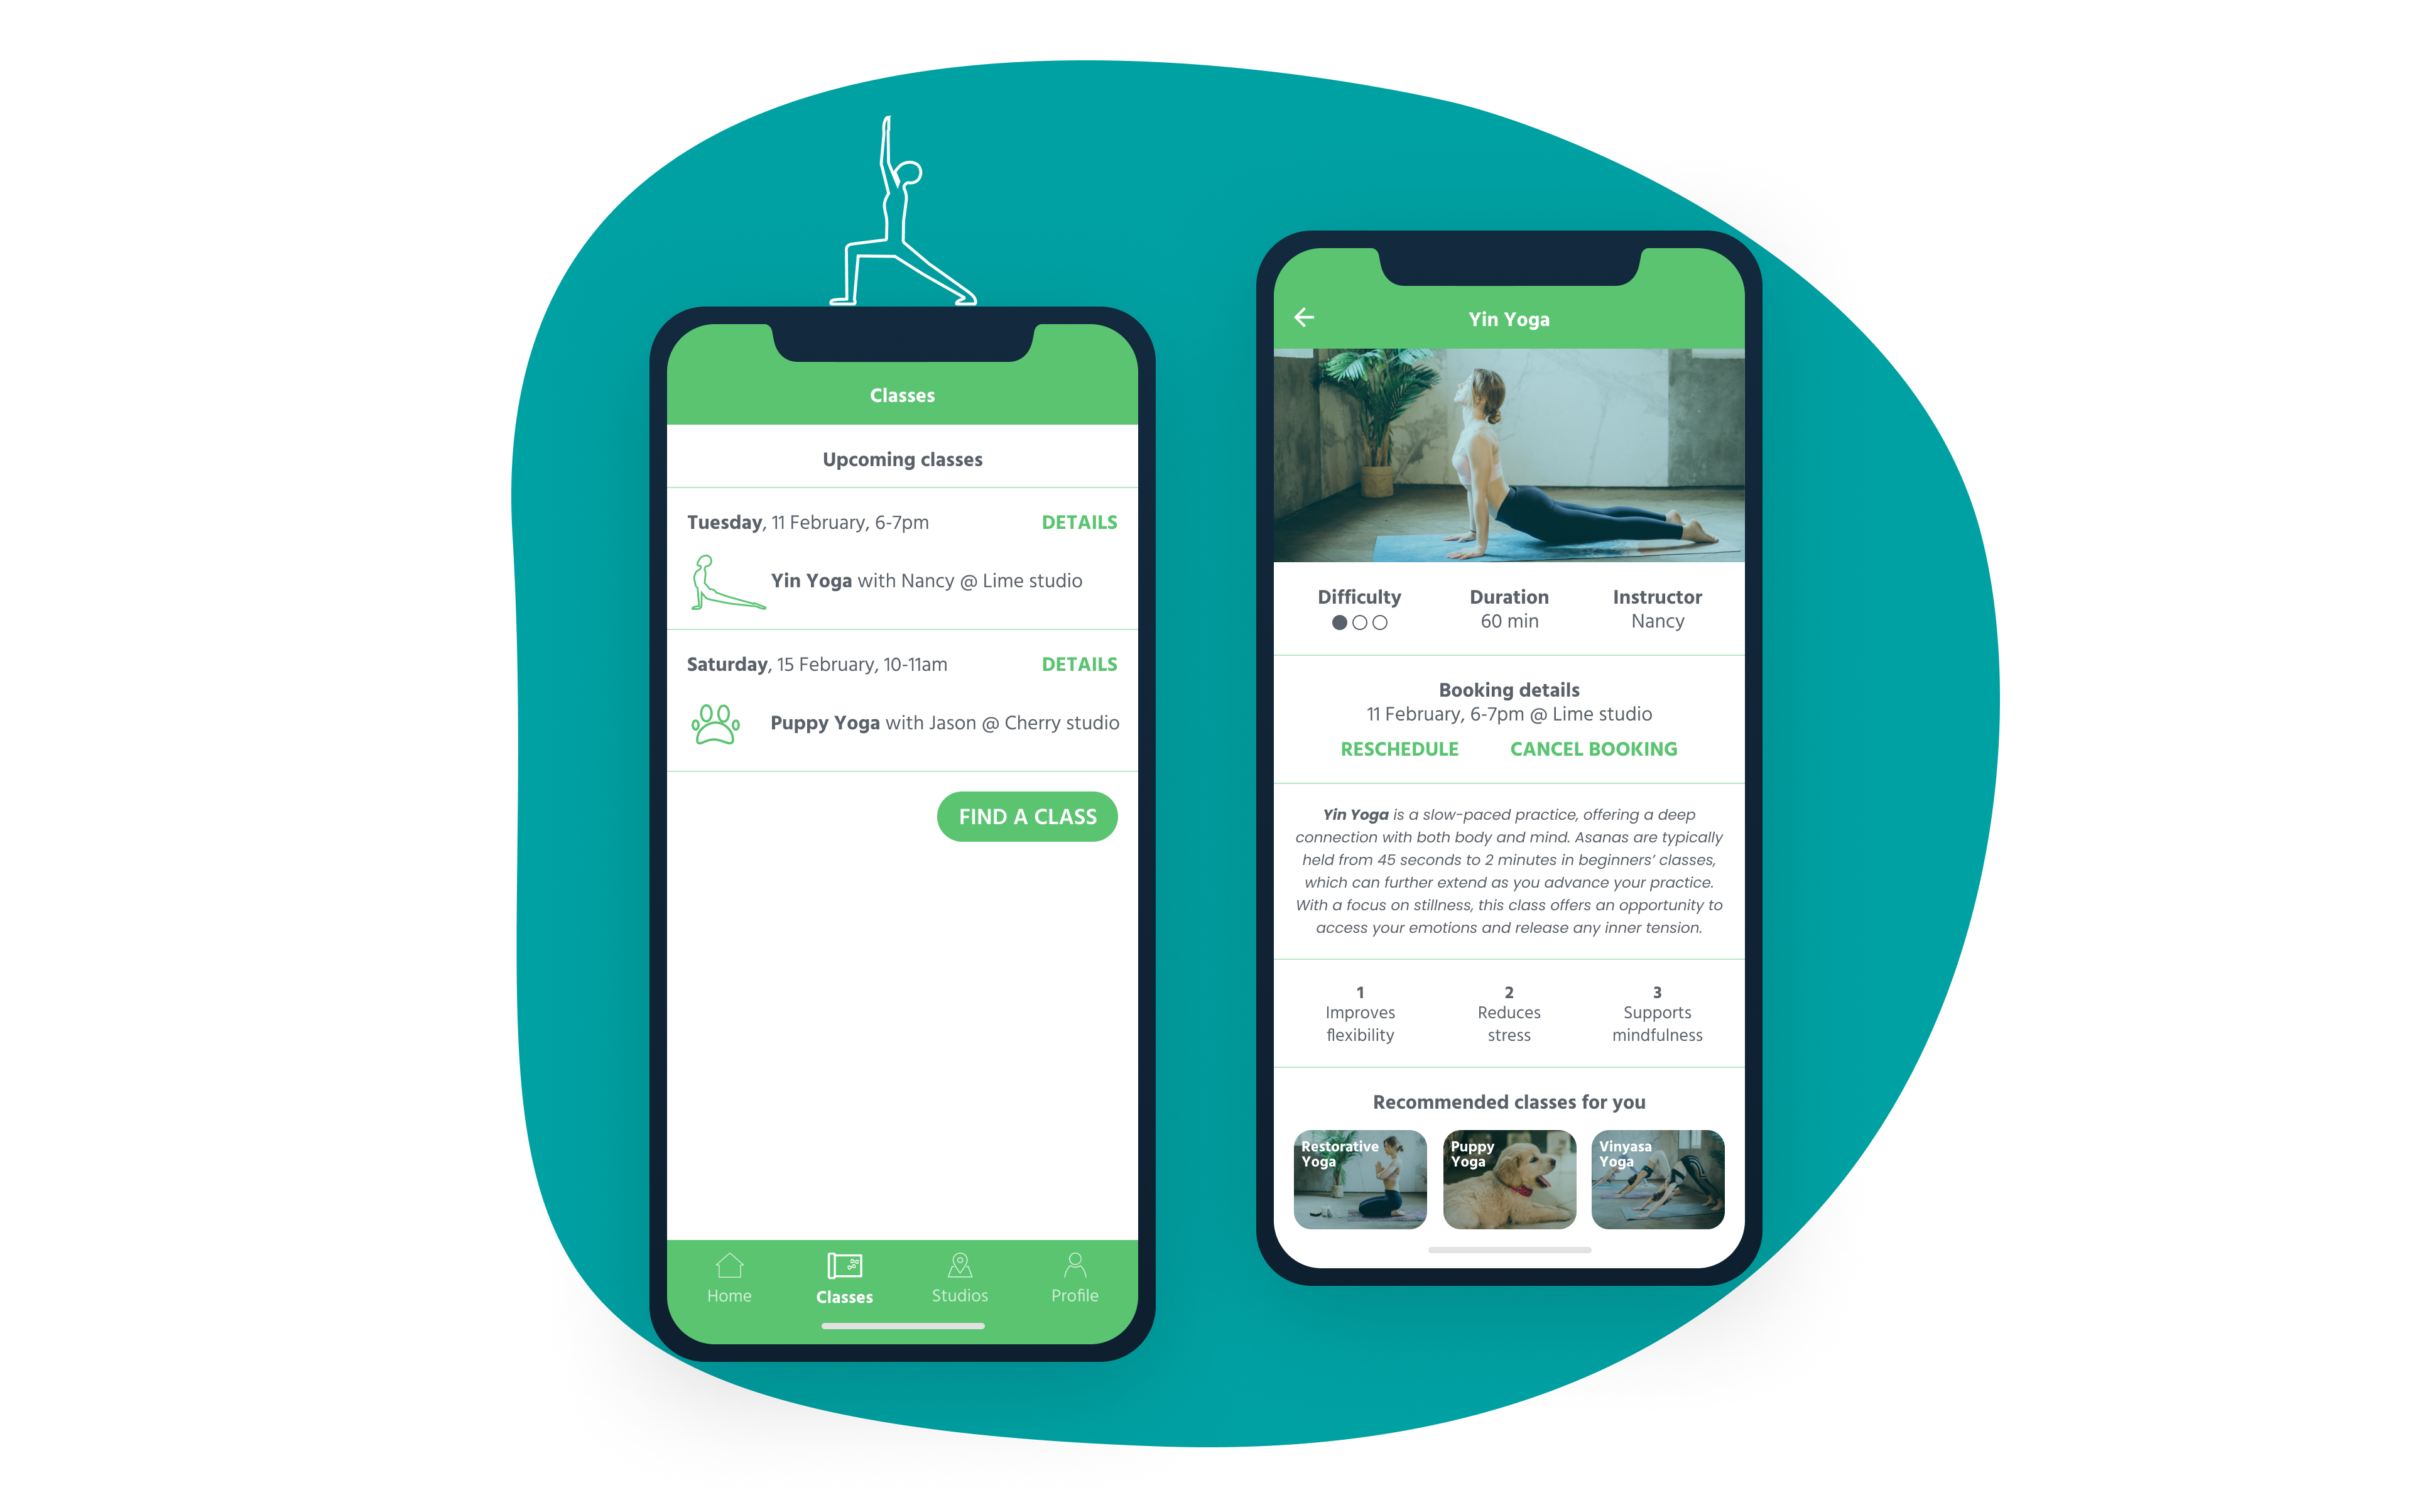 Classes
Upcoming classes
Tuesday, 11 February, 6-7pm DETAILS
Yin Yoga with Nancy @ Lime studio
Saturday, 15 February, 10-11am DETAILS
Puppy Yoga with Jason @ Cherry studio
FIND A CLASS
Home Classes Studios Profile
Yin Yoga
Difficulty Duration Instructor
60 min Nancy
Booking details
11 February, 6-7pm @ Lime studio
RESCHEDULE CANCEL BOOKING
Yin Yoga is a slow-paced practice, offering a deep
connection with both body and mind. Asanas are typically
held from 45 seconds to 2 minutes in beginners’ classes,
which can further extend as you advance your practice.
With a focus on stillness, this class offers an opportunity to
access your emotions and release any inner tension.
1 2 3
Improves Reduces Supports
flexibility stress mindfulness
Recommended classes for you
Restorative Puppy Vinyasa
Yoga Yoga Yoga